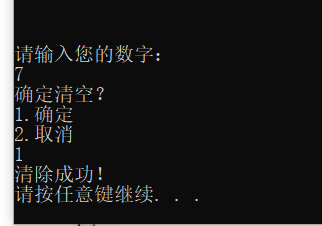 请输入您的数字：
7
确定清空？
1.确定
2.取消
1
清除成功！
请按任意键继续. . .